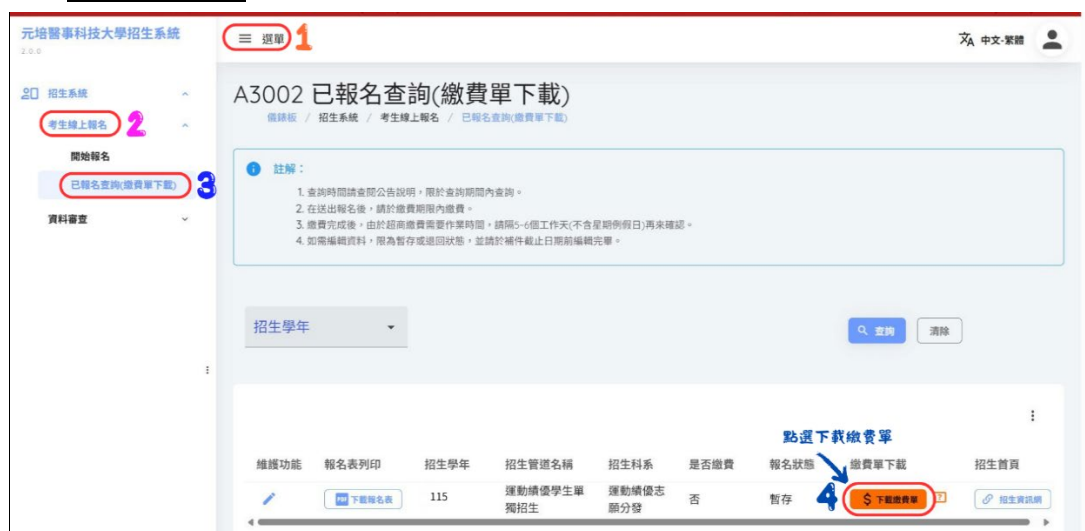 元培醫事科技大學招生系統
2.0.0
選單 1
中文-繁體
招生系統
考生線上報名 2
開始報名
已報名查詢(繳費單下載) 3
資料審查
A3002 已報名查詢(繳費單下載)
儀錶板 / 招生系統 / 考生線上報名 / 已報名查詢(繳費單下載)
註解：
1. 查詢時間請查閱公告說明，限於查詢期間內查詢。
2. 在送出報名後，請於繳費期限內繳費。
3. 繳費完成後，由於超商繳費需要作業時間，請隔5-6個工作天(不含星期例假日)再來確認。
4. 如需編輯資料，限為暫存或退回狀態，並請於補件截止日期前編輯完畢。
招生學年
查詢 清除
點選下載繳費單
維護功能 報名表列印 招生學年 招生管道名稱 招生科系 是否繳費 報名狀態 繳費單下載 招生首頁
PDF 下載報名表 115 運動績優學生單獨招生 運動績優志願分發 否 暫存 4 $ 下載繳費單 ? 招生資訊網